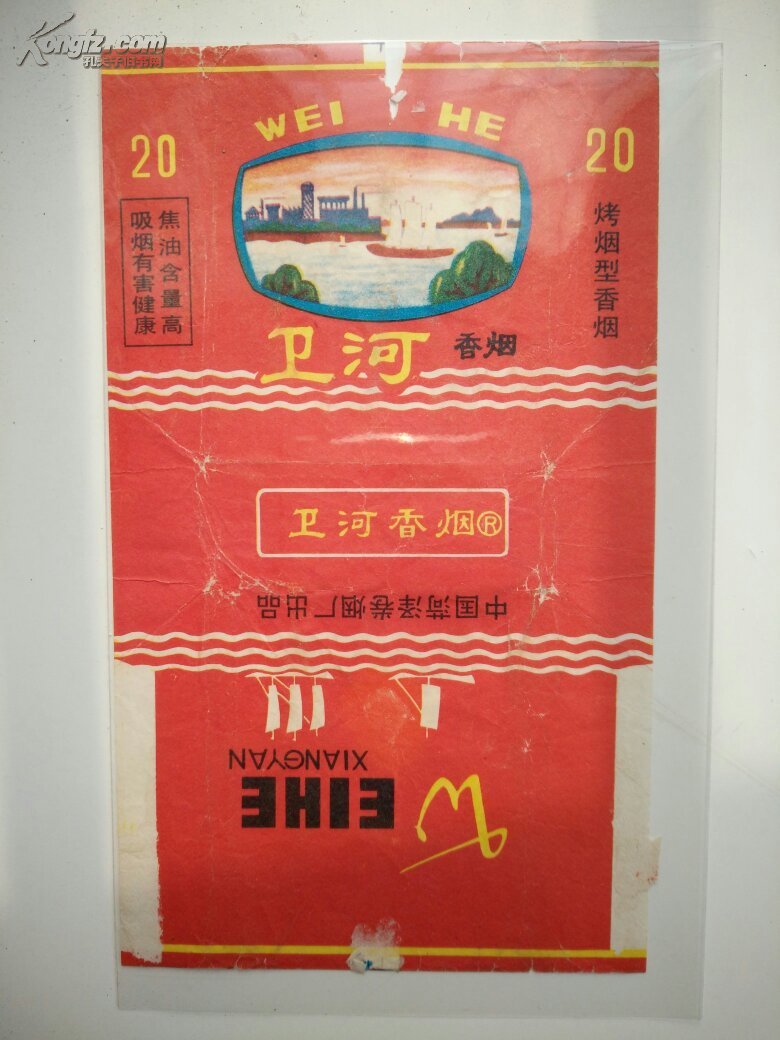 Kongfz.com
孔夫子旧书网
WEI HE
20
20
焦油含量高
吸烟有害健康
烤烟型香烟
卫河 香烟
卫河香烟®
中国菏泽卷烟厂出品
WEIHE
XIANGYAN